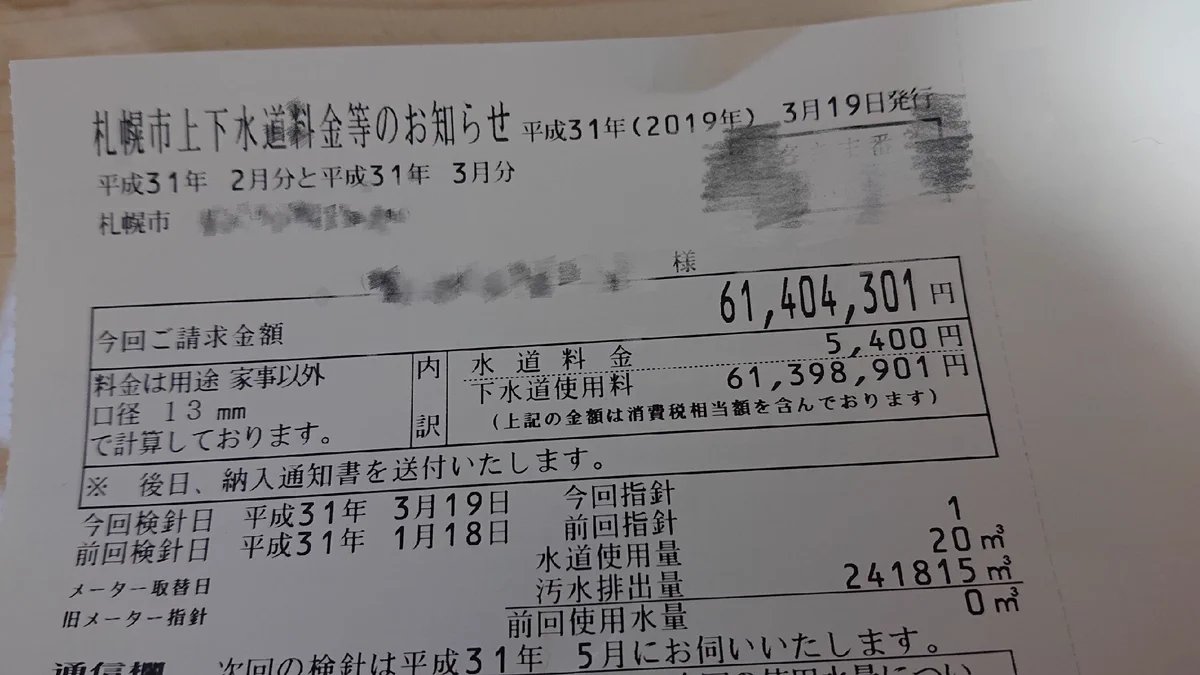 札幌市上下水道料金等のお知らせ 平成31年(2019年) 3月19日発行
平成31年 2月分と平成31年 3月分
札幌市
様
今回ご請求金額 61,404,301円
料金は用途 家事以外
口径 13 mm
で計算しております。
内訳
水道料金 5,400円
下水道使用料 61,398,901円
(上記の金額は消費税相当額を含んでおります)
※ 後日、納入通知書を送付いたします。
今回検針日 平成31年 3月19日
前回検針日 平成31年 1月18日
メーター取替日
旧メーター指針
今回指針 1
前回指針
水道使用量 20㎥
汚水排出量 241815㎥
前回使用水量 0㎥
通信欄 次回の検針は平成31年 5月にお伺いいたします。